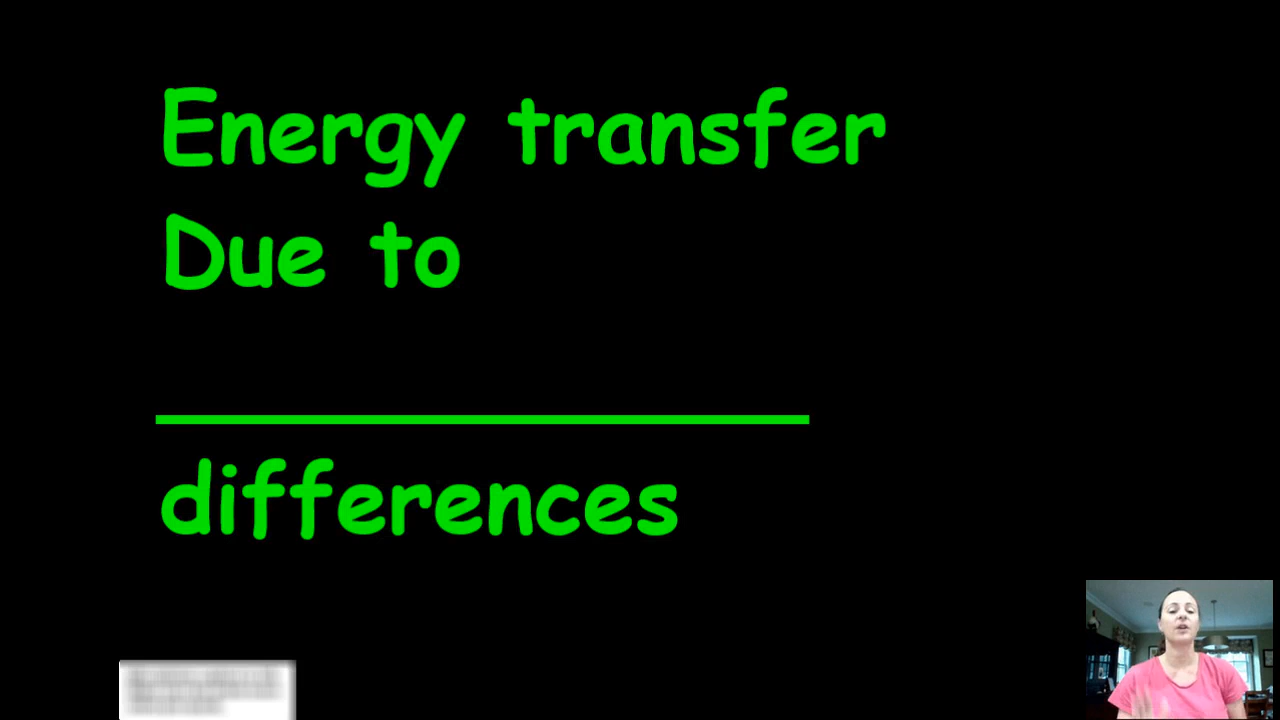 Energy transfer
Due to
differences